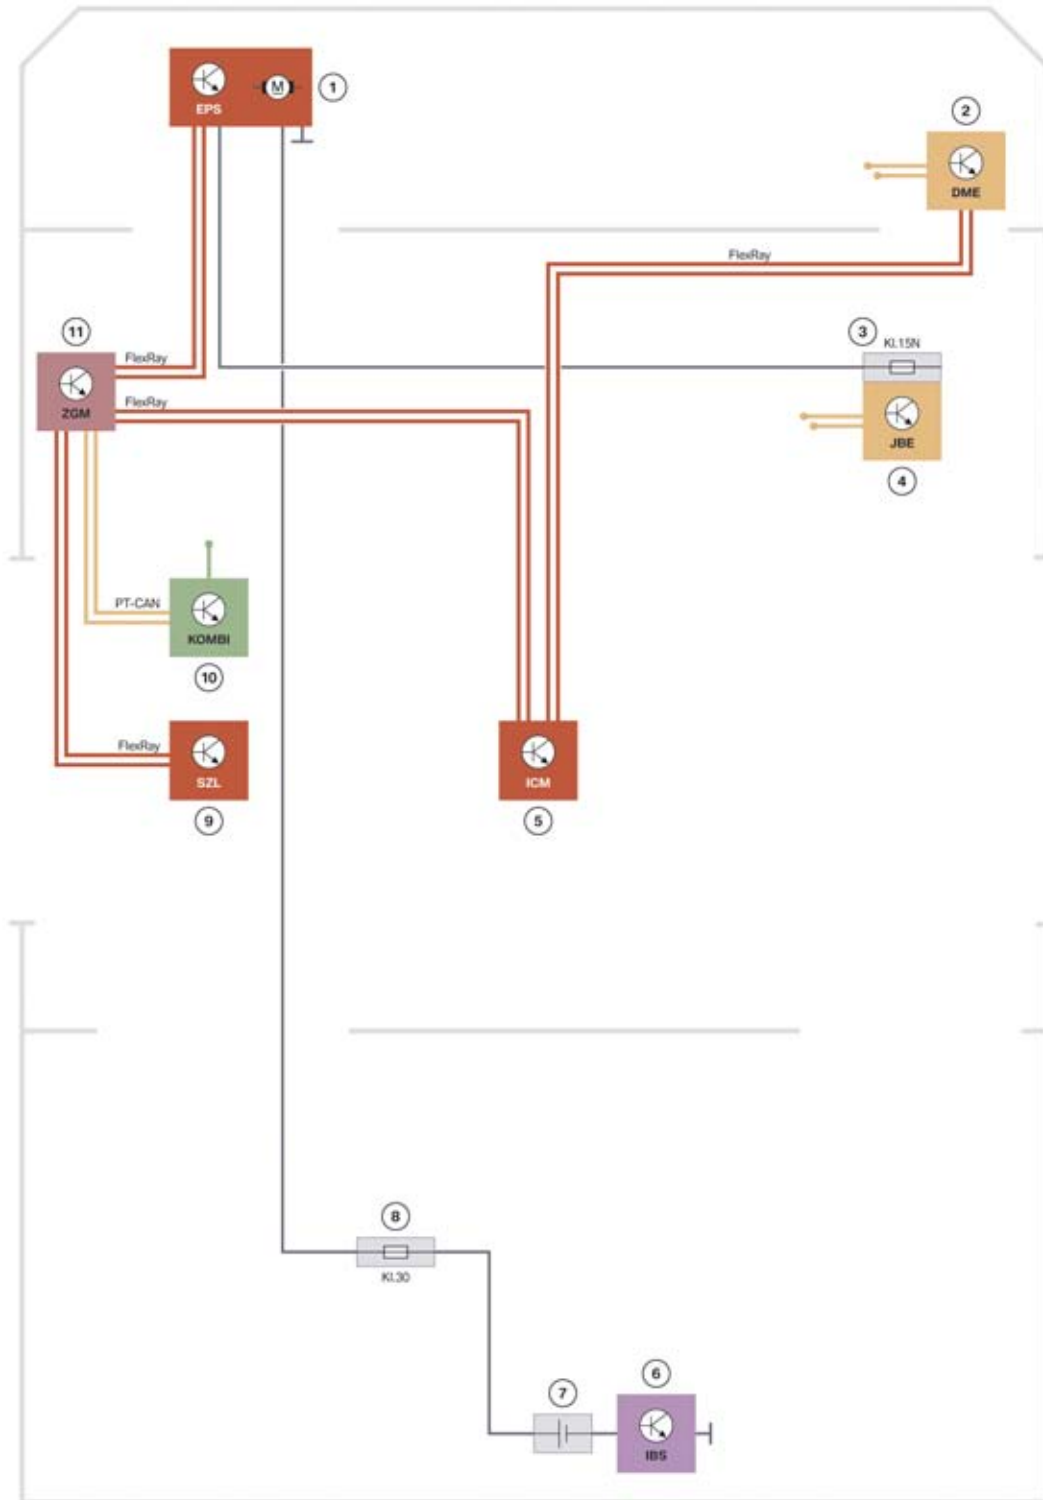 1
EPS
M
2
DME
FlexRay
11
3
Kl.15N
FlexRay
ZGM
FlexRay
JBE
4
PT-CAN
KOMBI
10
FlexRay
SZL
ICM
9
5
8
Kl.30
6
7
IBS